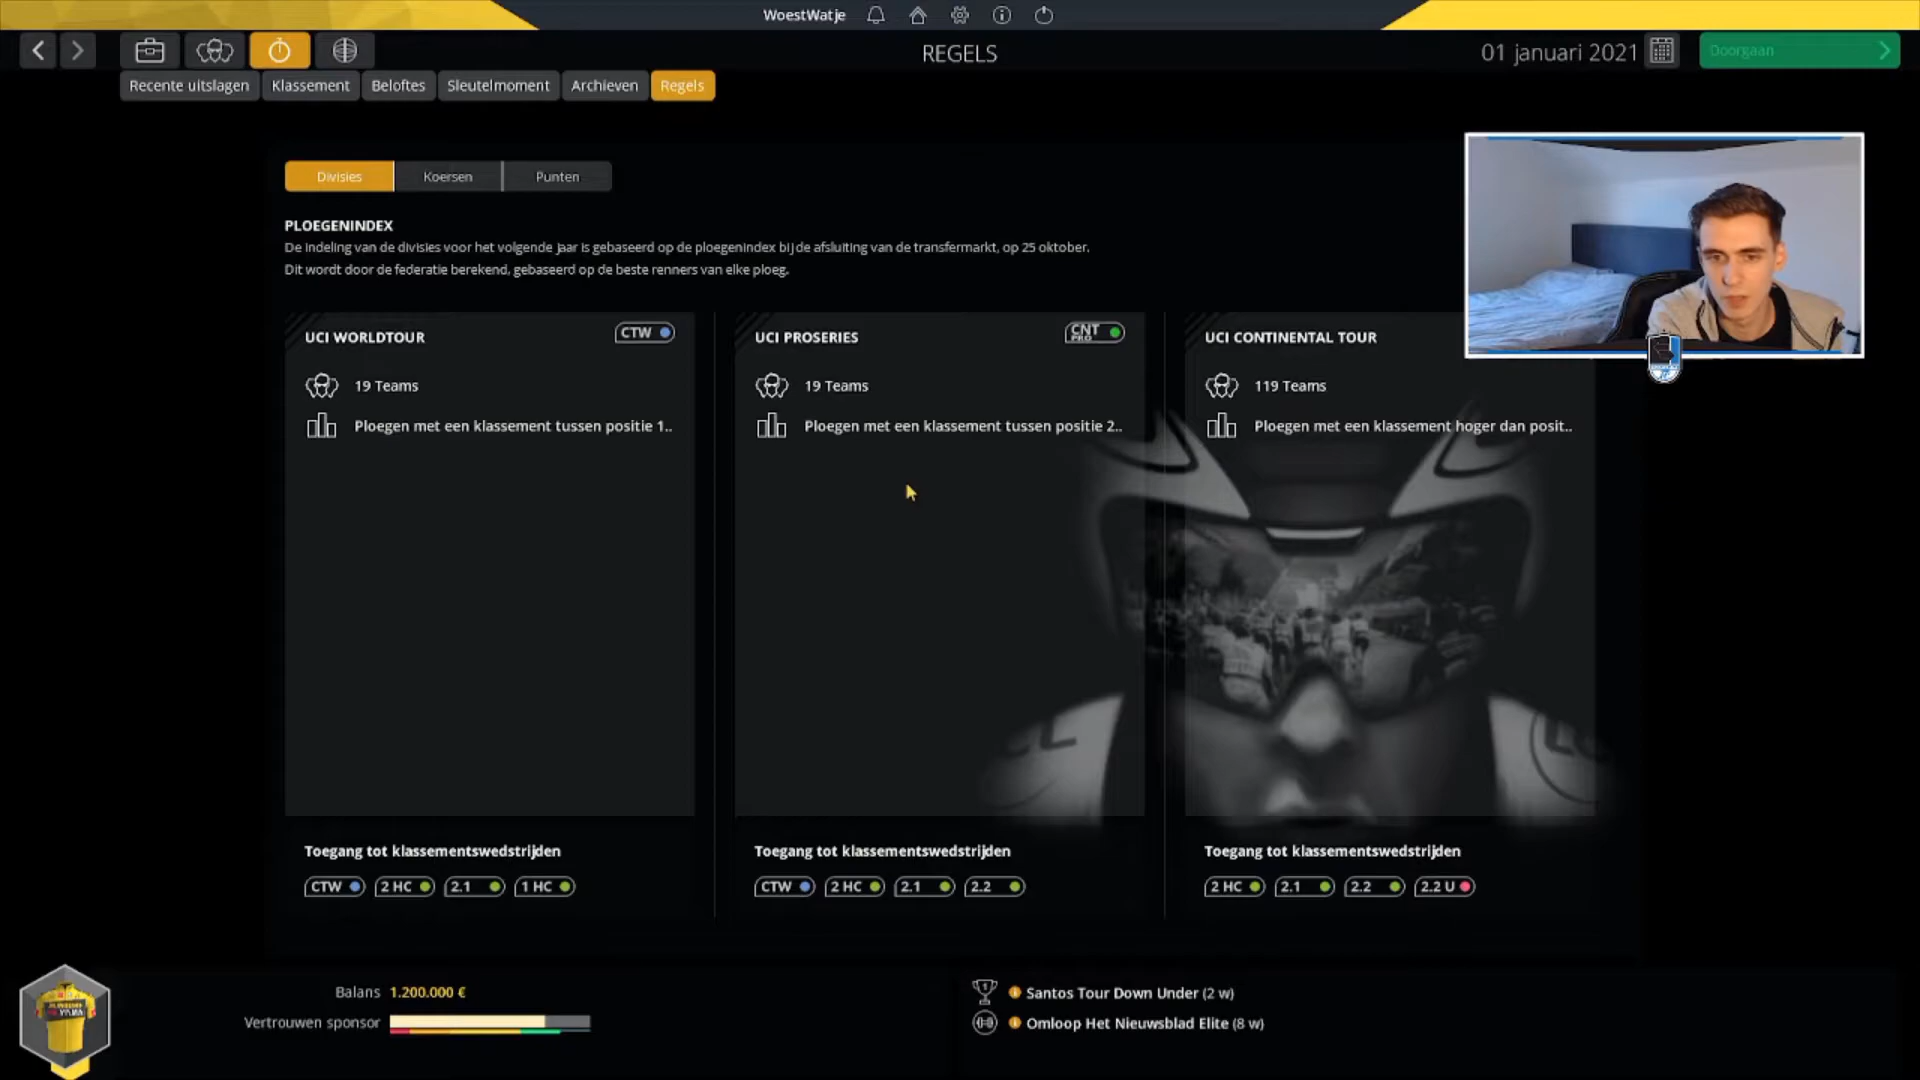 WoestWatje
REGELS
01 januari 2021
Doorgaan
Recente uitslagen
Klassement
Beloftes
Sleutelmoment
Archieven
Regels
Divisies
Koersen
Punten
PLOEGENINDEX
De indeling van de divisies voor het volgende jaar is gebaseerd op de ploegenindex bij de afsluiting van de transfermarkt, op 25 oktober.
Dit wordt door de federatie berekend, gebaseerd op de beste renners van elke ploeg.
UCI WORLDTOUR
CTW
19 Teams
Ploegen met een klassement tussen positie 1..
Toegang tot klassementswedstrijden
CTW
2 HC
2.1
1 HC
UCI PROSERIES
CNT
PRO
19 Teams
Ploegen met een klassement tussen positie 2..
Toegang tot klassementswedstrijden
CTW
2 HC
2.1
2.2
UCI CONTINENTAL TOUR
119 Teams
Ploegen met een klassement hoger dan posit..
Toegang tot klassementswedstrijden
2 HC
2.1
2.2
2.2 U
Balans 1.200.000 €
Vertrouwen sponsor
Santos Tour Down Under (2 w)
Omloop Het Nieuwsblad Elite (8 w)